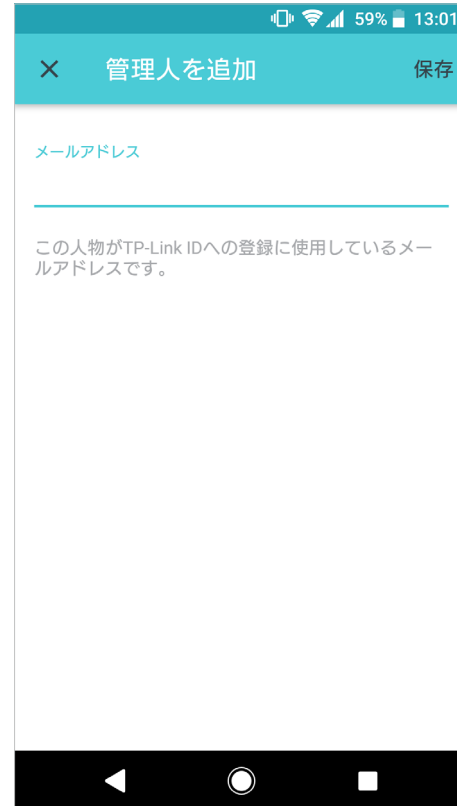 59% 13:01
管理人を追加 保存
メールアドレス
この人物がTP-Link IDへの登録に使用しているメー
ルアドレスです。